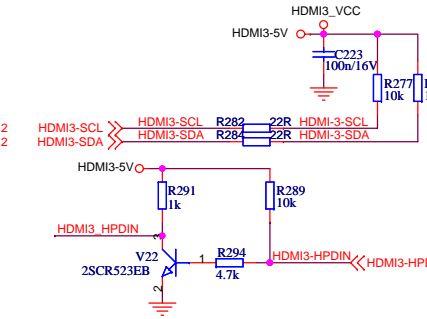 HDMI3_VCC
HDMI3-5V
C223
100n/16V
R277
10k
2 HDMI3-SCL HDMI3-SCL R282 22R HDMI-3-SCL
2 HDMI3-SDA HDMI3-SDA R284 22R HDMI-3-SDA
HDMI3-5V
R291
1k
R289
10k
HDMI3_HPDIN
3
V22
2SCR523EB
1
R294
4.7k
HDMI3-HPDIN
2